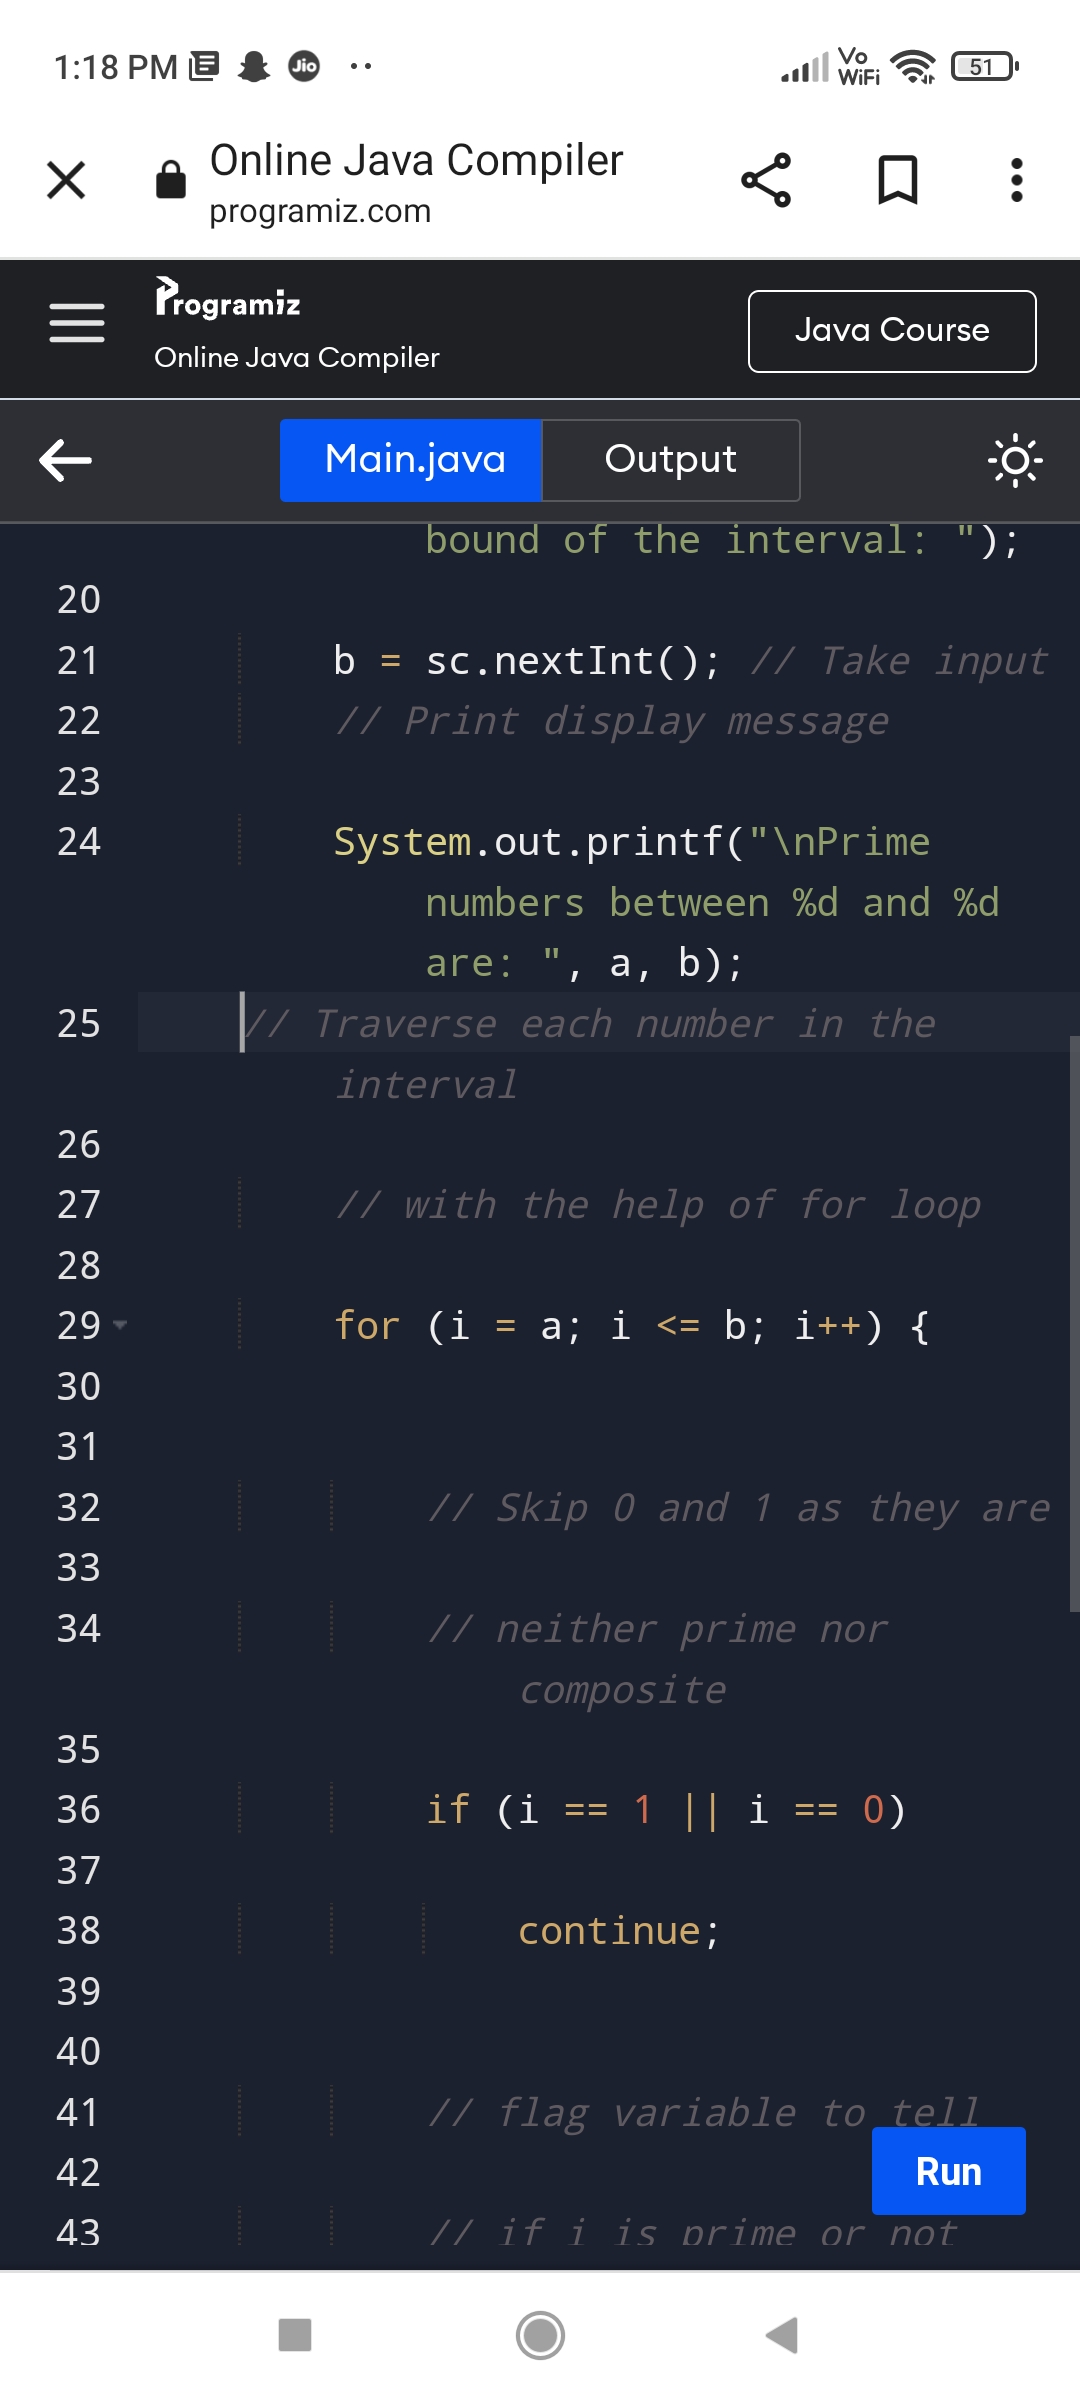 1:18 PM Jio Vo WiFi 51
Online Java Compiler
programiz.com
Programiz
Online Java Compiler
Java Course
Main.java Output
bound of the interval: ");
20
21 b = sc.nextInt(); // Take input
22 // Print display message
23
24 System.out.printf("\nPrime
numbers between %d and %d
are: ", a, b);
25 // Traverse each number in the
interval
26
27 // with the help of for loop
28
29 for (i = a; i <= b; i++) {
30
31
32 // Skip 0 and 1 as they are
33
34 // neither prime nor
composite
35
36 if (i == 1 || i == 0)
37
38 continue;
39
40
41 // flag variable to tell
42
43 // if i is prime or not
Run